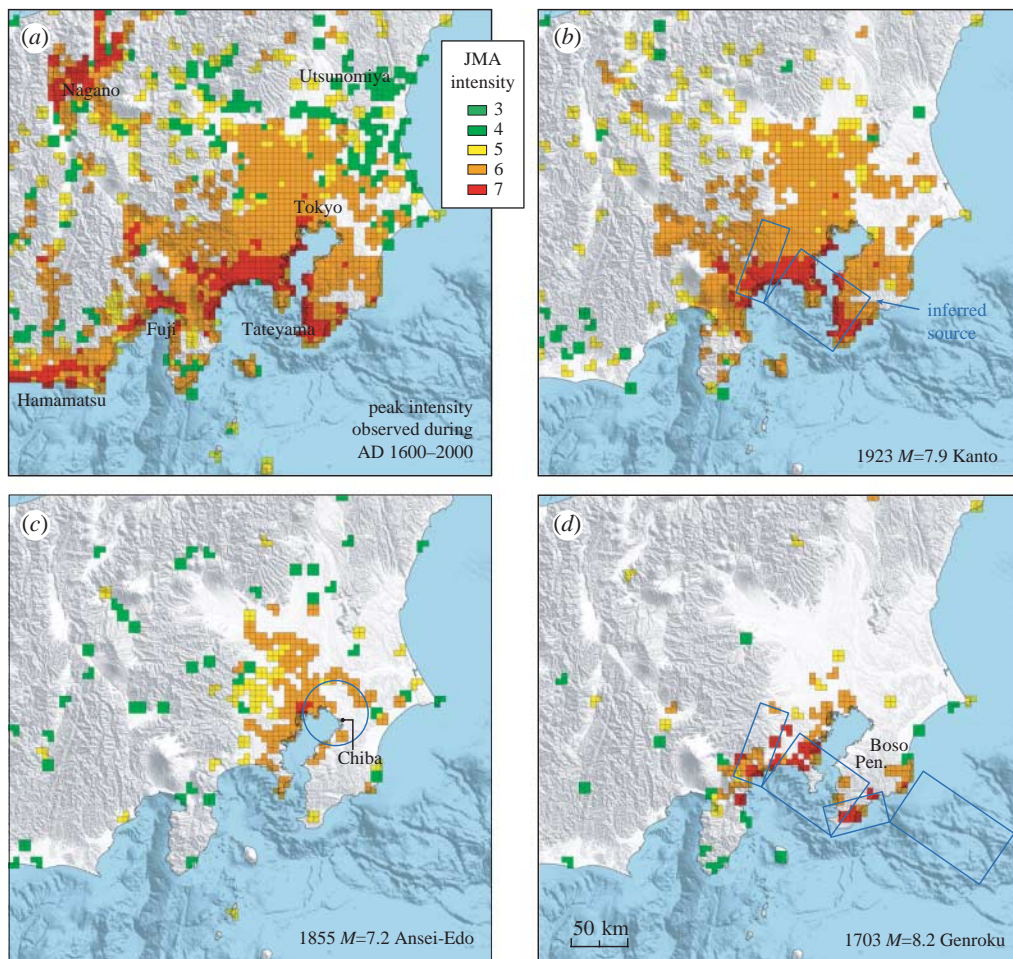 (a)
Nagano
Utsunomiya
Tokyo
Fuji
Tateyama
Hamamatsu
peak intensity
observed during
AD 1600–2000
JMA
intensity
3
4
5
6
7
(b)
inferred
source
1923 M=7.9 Kanto
(c)
Chiba
1855 M=7.2 Ansei-Edo
(d)
Boso
Pen.
50 km
1703 M=8.2 Genroku